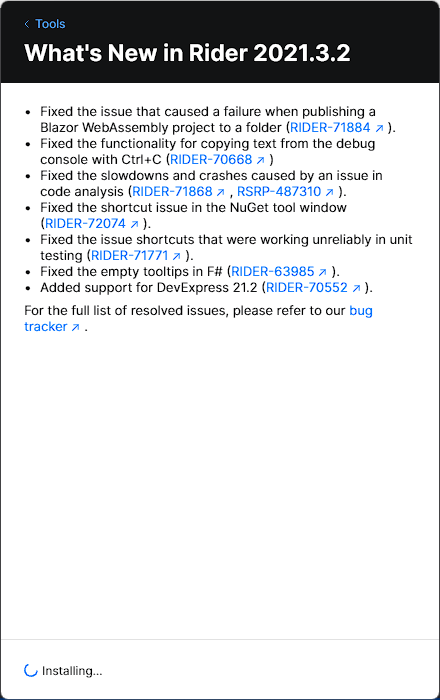 Tools
What's New in Rider 2021.3.2
• Fixed the issue that caused a failure when publishing a
Blazor WebAssembly project to a folder (RIDER-71884 ↗ ).
• Fixed the functionality for copying text from the debug
console with Ctrl+C (RIDER-70668 ↗ )
• Fixed the slowdowns and crashes caused by an issue in
code analysis (RIDER-71868 ↗ , RSRP-487310 ↗ ).
• Fixed the shortcut issue in the NuGet tool window
(RIDER-72074 ↗ ).
• Fixed the issue shortcuts that were working unreliably in unit
testing (RIDER-71771 ↗ ).
• Fixed the empty tooltips in F# (RIDER-63985 ↗ ).
• Added support for DevExpress 21.2 (RIDER-70552 ↗ ).
For the full list of resolved issues, please refer to our bug
tracker ↗ .
Installing...